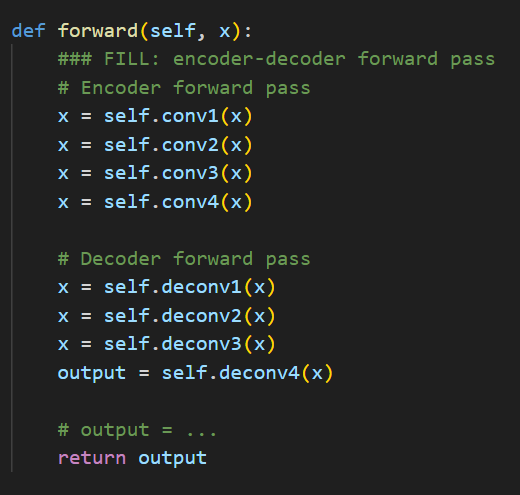 def forward(self, x):
    ### FILL: encoder-decoder forward pass
    # Encoder forward pass
    x = self.conv1(x)
    x = self.conv2(x)
    x = self.conv3(x)
    x = self.conv4(x)

    # Decoder forward pass
    x = self.deconv1(x)
    x = self.deconv2(x)
    x = self.deconv3(x)
    output = self.deconv4(x)

    # output = ...
    return output